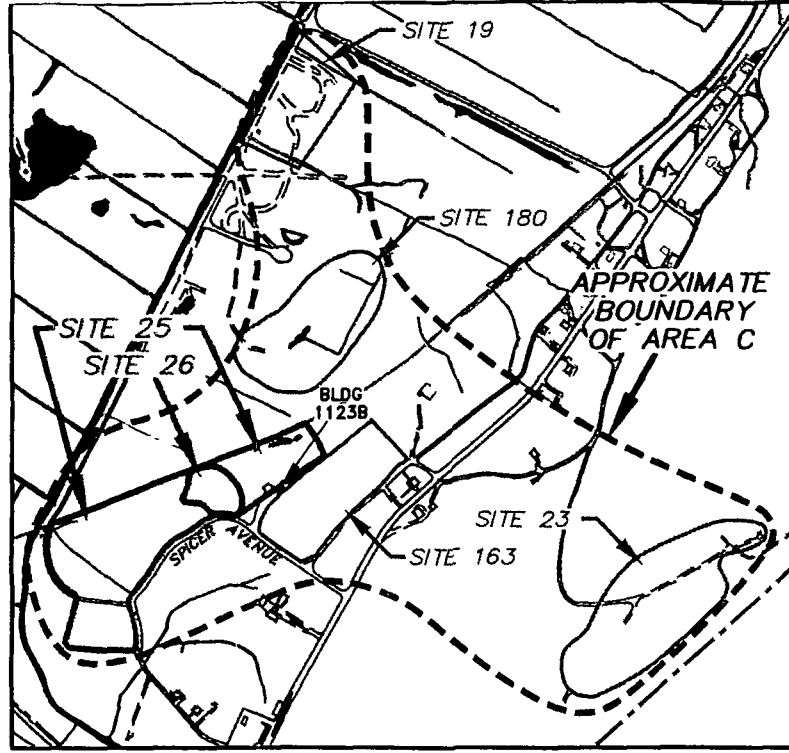 SITE 19
SITE 180
APPROXIMATE
BOUNDARY
OF AREA C
SITE 25
SITE 26
BLDG
1123B
SITE 23
SPICER AVENUE
SITE 163